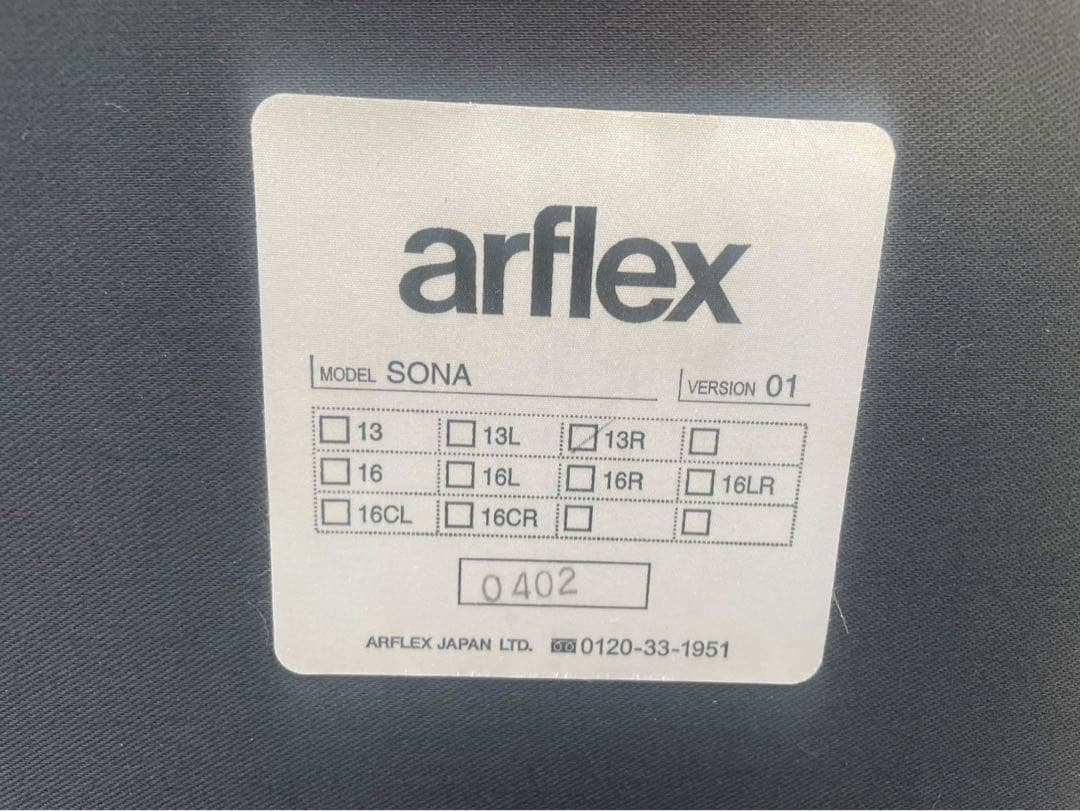 arflex
MODEL SONA VERSION 01
13 13L 13R
16 16L 16R 16LR
16CL 16CR
0402
ARFLEX JAPAN LTD. 0120-33-1951